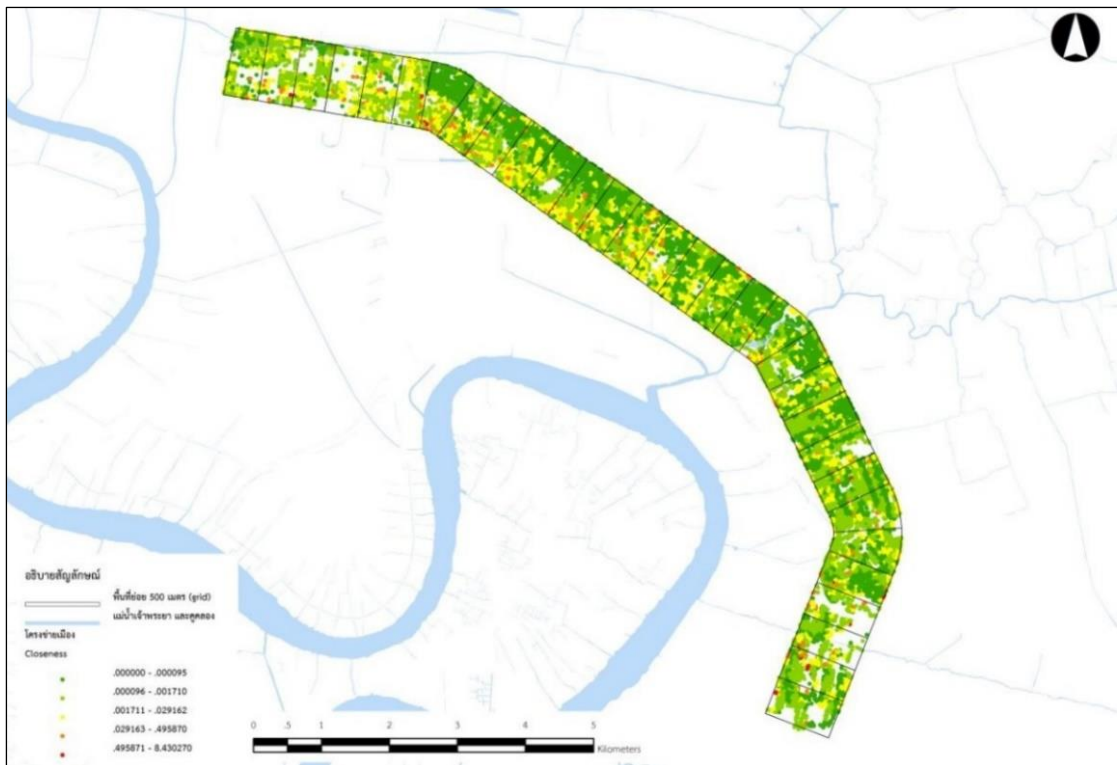 อธิบายสัญลักษณ์
พื้นที่ย่อย 500 เมตร (grid)
แม่น้ำเจ้าพระยา และคูคลอง
โครงข่ายเมือง
Closeness
.000000 - .000095
.000096 - .001710
.001711 - .029162
.029163 - .495870
.495871 - 8.430270
0 .5 1 2 3 4 5
Kilometers